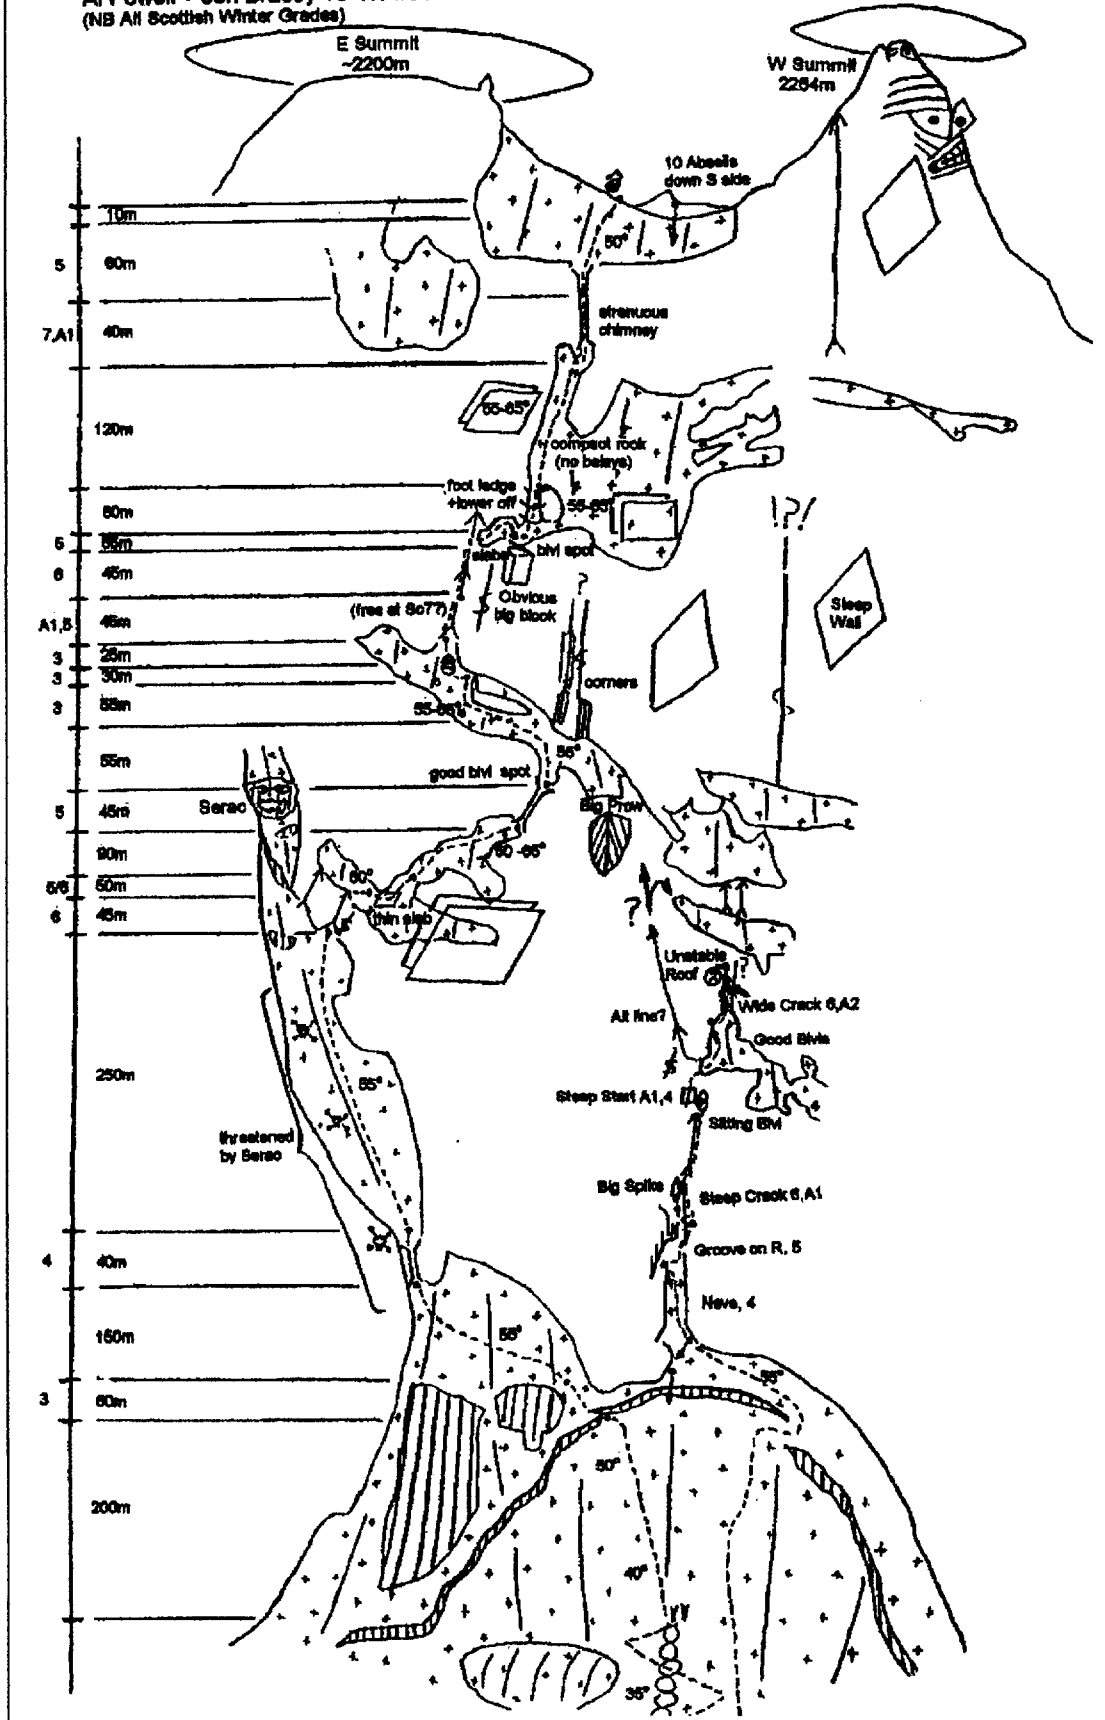 (NB All Scottish Winter Grades)
E Summit
~2200m
W Summit
2264m
10 Abseils
down S side
10m
50°
5
60m
strenuous
chimney
7,A1
40m
55-65°
120m
compact rock
(no belays)
foot ledge
+lower off
55-65°
60m
!?!
5
55m
slabs
bivi spot
6
45m
?
Obvious
big block
(free at Sc7?)
Steep
Wall
A1,5
45m
3
25m
3
30m
corners
3
55m
55-65°
55°
55m
good bivi spot
Serac
5
45m
Big Prow
90m
60-65°
5/6
50m
60°
6
45m
thin slab
?
Unstable
Roof
?
Wide Crack 6,A2
Alt line?
Good Bivis
250m
55°
Steep Start A1,4
Sitting Bivi
threatened
by Serac
Big Spike
Steep Crack 6,A1
4
40m
Groove on R, 5
Neve, 4
150m
55°
55°
3
60m
50°
200m
40°
35°